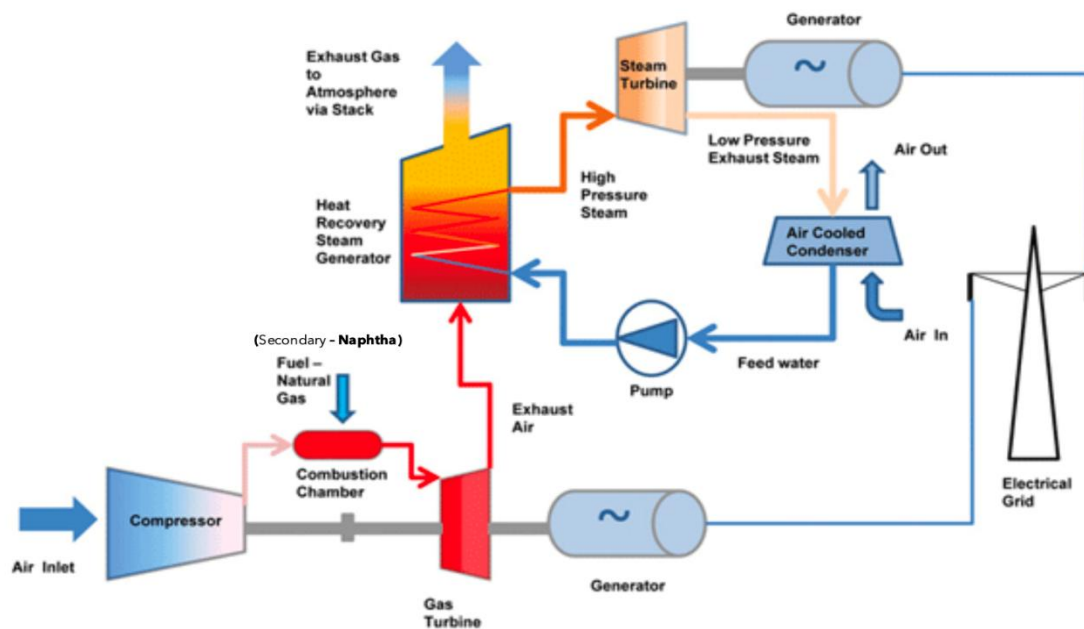 Generator
Exhaust Gas
to
Atmosphere
via Stack
Steam
Turbine
~
Low Pressure
Exhaust Steam
Air Out
High
Pressure
Steam
Heat
Recovery
Steam
Generator
Air Cooled
Condenser
Air In
Feed water
Pump
(Secondary - Naphtha)
Fuel –
Natural
Gas
Exhaust
Air
Combustion
Chamber
Compressor
~
Electrical
Grid
Air Inlet
Generator
Gas
Turbine